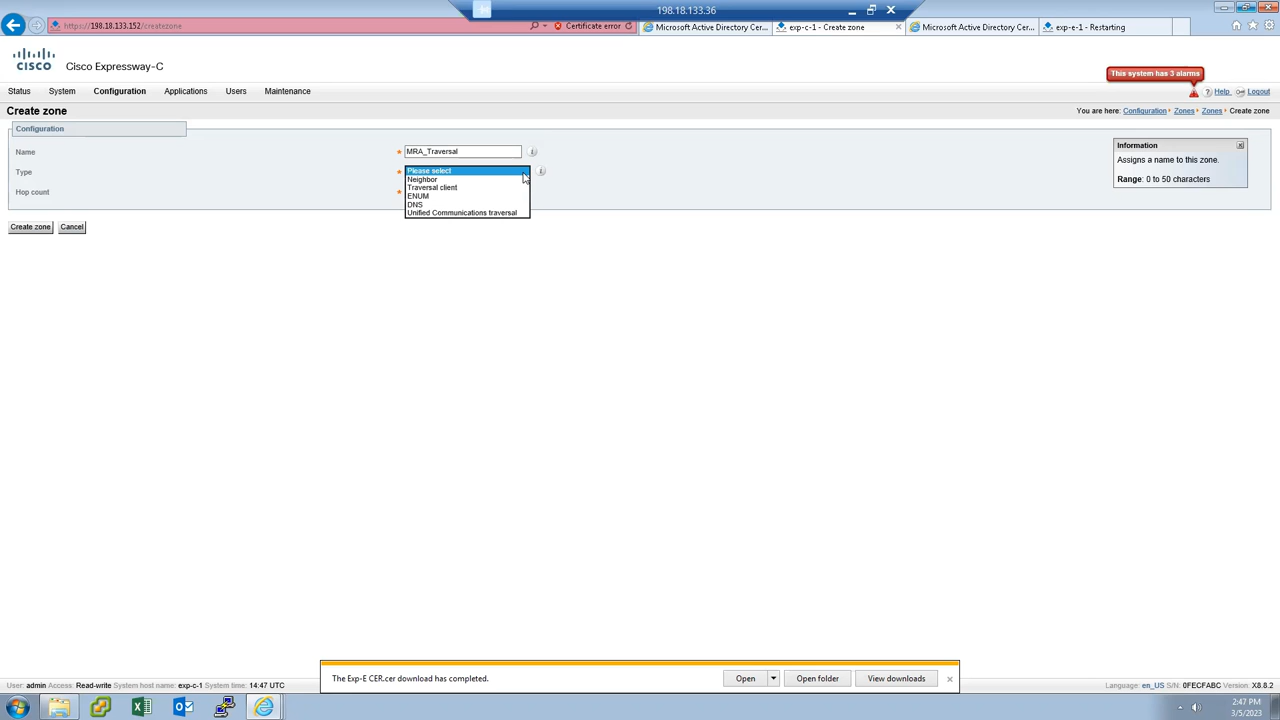 198.18.133.36
https://198.18.133.152/createzone
Certificate error
Microsoft Active Directory Cer...
exp-c-1 - Create zone
Microsoft Active Directory Cer...
exp-e-1 - Restarting
CISCO
Cisco Expressway-C
This system has 3 alarms
Status
System
Configuration
Applications
Users
Maintenance
Help
Logout
Create zone
You are here: Configuration Zones Zones Create zone
Configuration
Name
MRA_Traversal
Type
Please select
Neighbor
Traversal client
ENUM
DNS
Unified Communications traversal
Hop count
Information
Assigns a name to this zone.
Range: 0 to 50 characters
Create zone
Cancel
The Exp-E CER.cer download has completed.
Open
Open folder
View downloads
User: admin Access: Read-write System host name: exp-c-1 System time: 14:47 UTC
Language: en_US S/N: 0FECFABC Version: X8.8.2
2:47 PM
3/5/2023